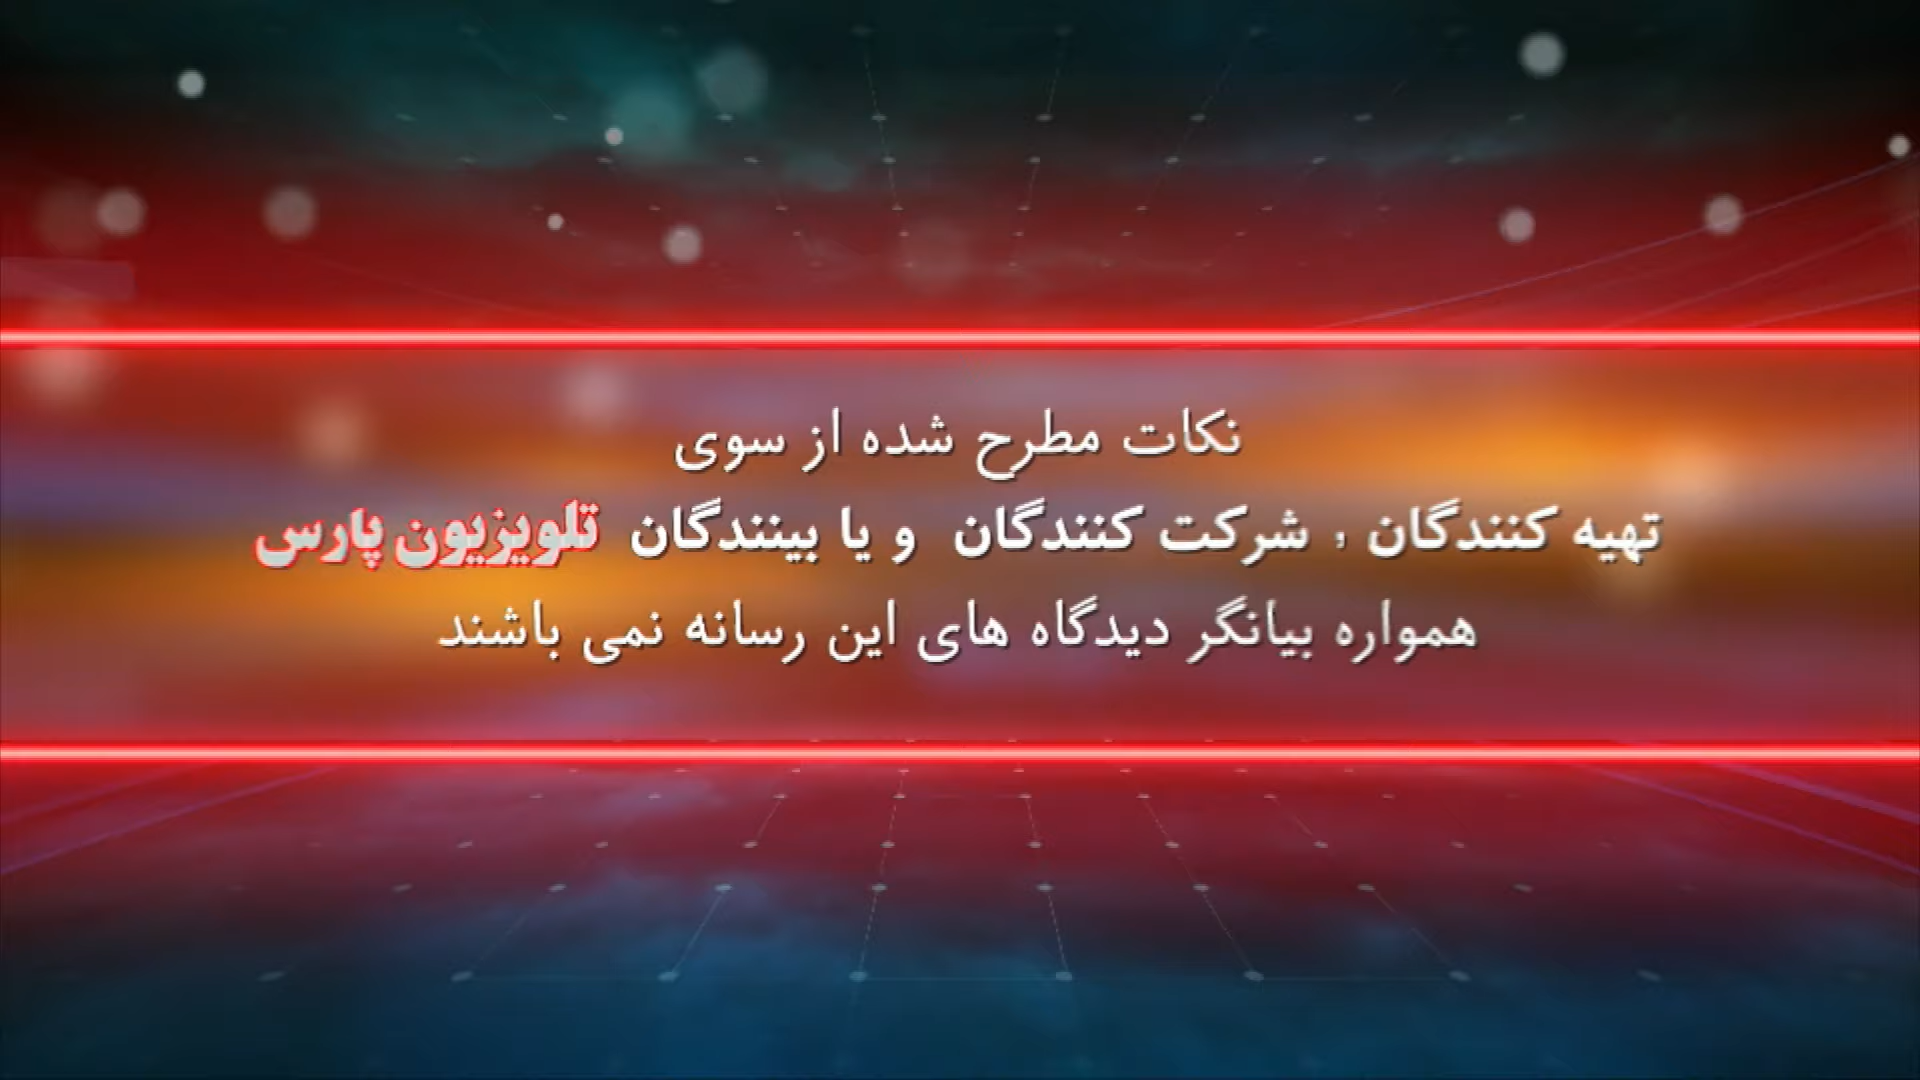 نکات مطرح شده از سوی
تهیه کنندگان ، شرکت کنندگان و یا بینندگان تلویزیون پارس
همواره بیانگر دیدگاه های این رسانه نمی باشند